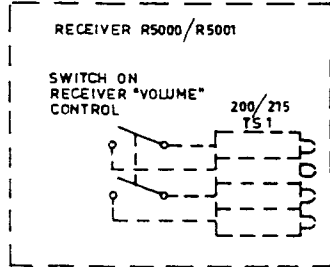 RECEIVER R5000/R5001
SWITCH ON
RECEIVER "VOLUME"
CONTROL
200/215
TS1